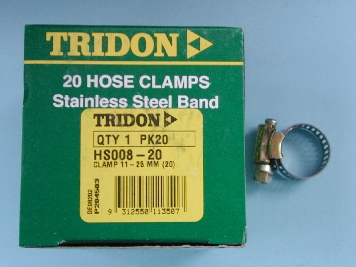 TRIDON
20 HOSE CLAMPS
Stainless Steel Band
TRIDON
QTY 1 PK20
HS008-20
CLAMP 11-25 MM (20)
P204503
9 312550 113507